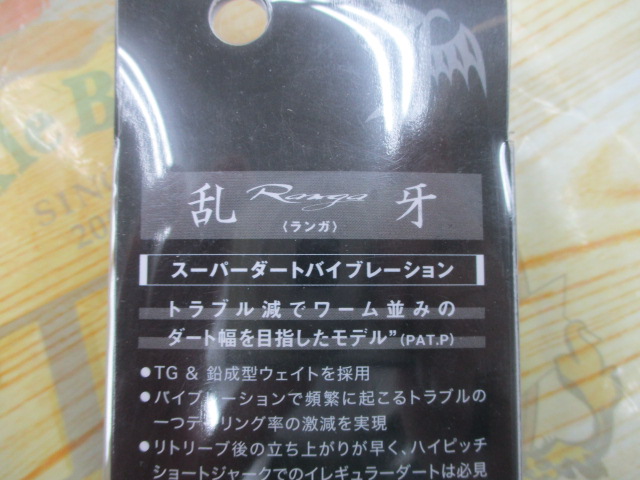 乱 Ranga 牙
(ランガ)
スーパーダートバイブレーション
トラブル減でワーム並みの
ダート幅を目指したモデル”(PAT.P)
●TG & 鉛成型ウェイトを採用
●バイブレーションで頻繁に起こるトラブルの
一つテーリング率の激減を実現
●リトリーブ後の立ち上がりが早く、ハイピッチ
ショートジャークでのイレギュラーダートは必見